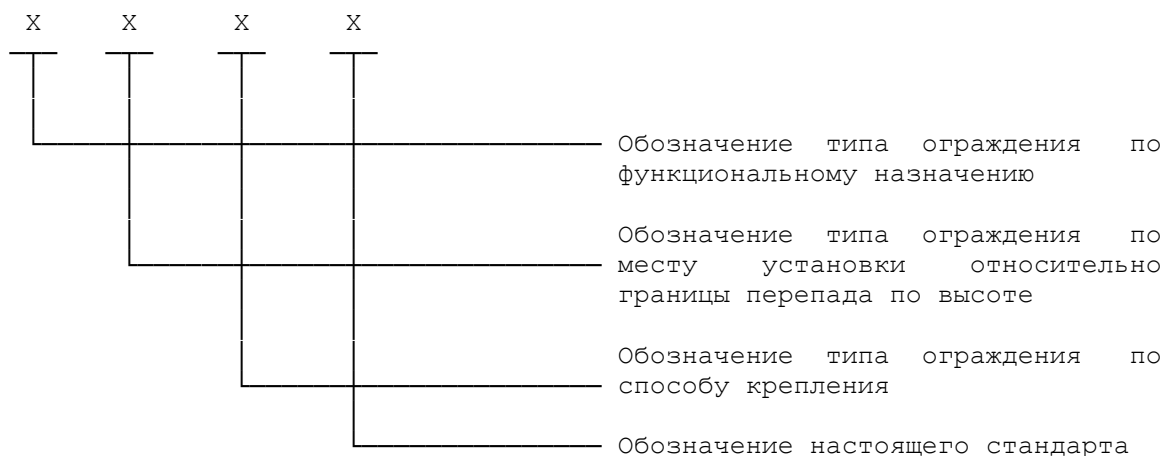 Х Х Х Х
Обозначение типа ограждения по
функциональному назначению
Обозначение типа ограждения по
месту установки относительно
границы перепада по высоте
Обозначение типа ограждения по
способу крепления
Обозначение настоящего стандарта